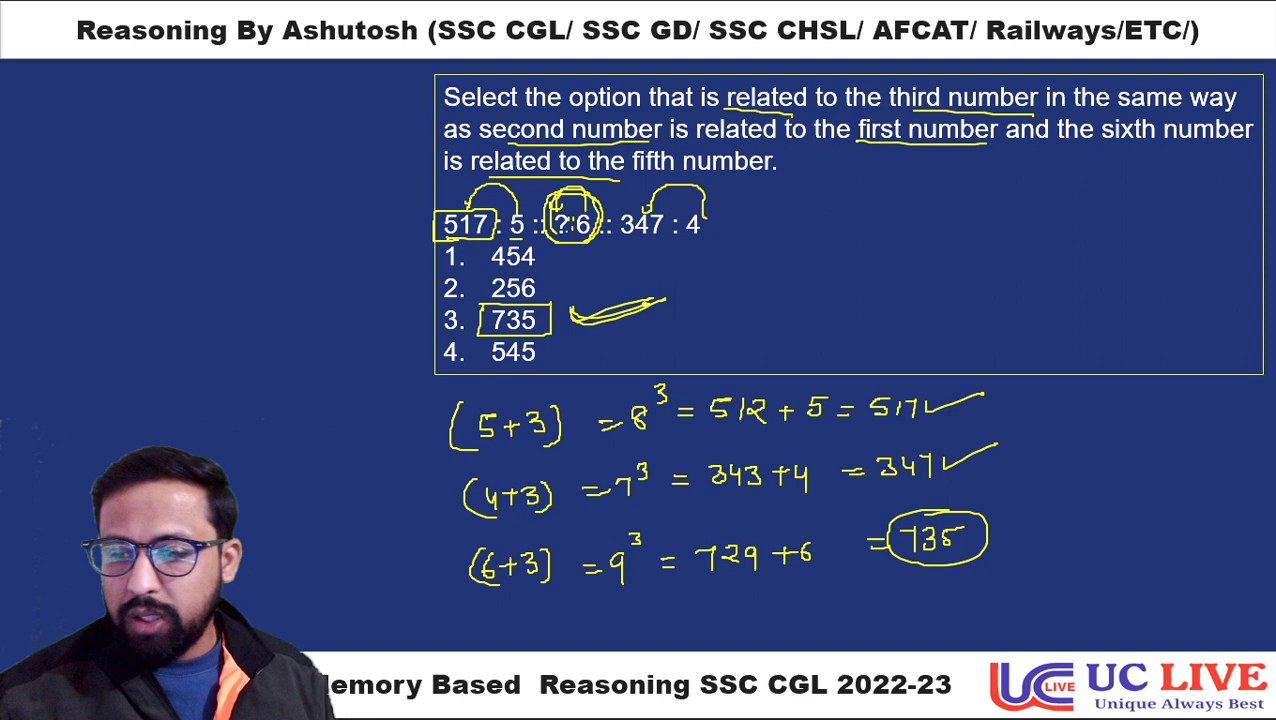 Reasoning By Ashutosh (SSC CGL/ SSC GD/ SSC CHSL/ AFCAT/ Railways/ETC/)
Select the option that is related to the third number in the same way
as second number is related to the first number and the sixth number
is related to the fifth number.
517 : 5 :: ? : 6 :: 347 : 4
1. 454
2. 256
3. 735
4. 545
(5+3) = 8³ = 512 + 5 = 517
(4+3) = 7³ = 343 + 4 = 347
(6+3) = 9³ = 729 + 6 = 735
Memory Based Reasoning SSC CGL 2022-23
UC LIVE
LIVE
Unique Always Best